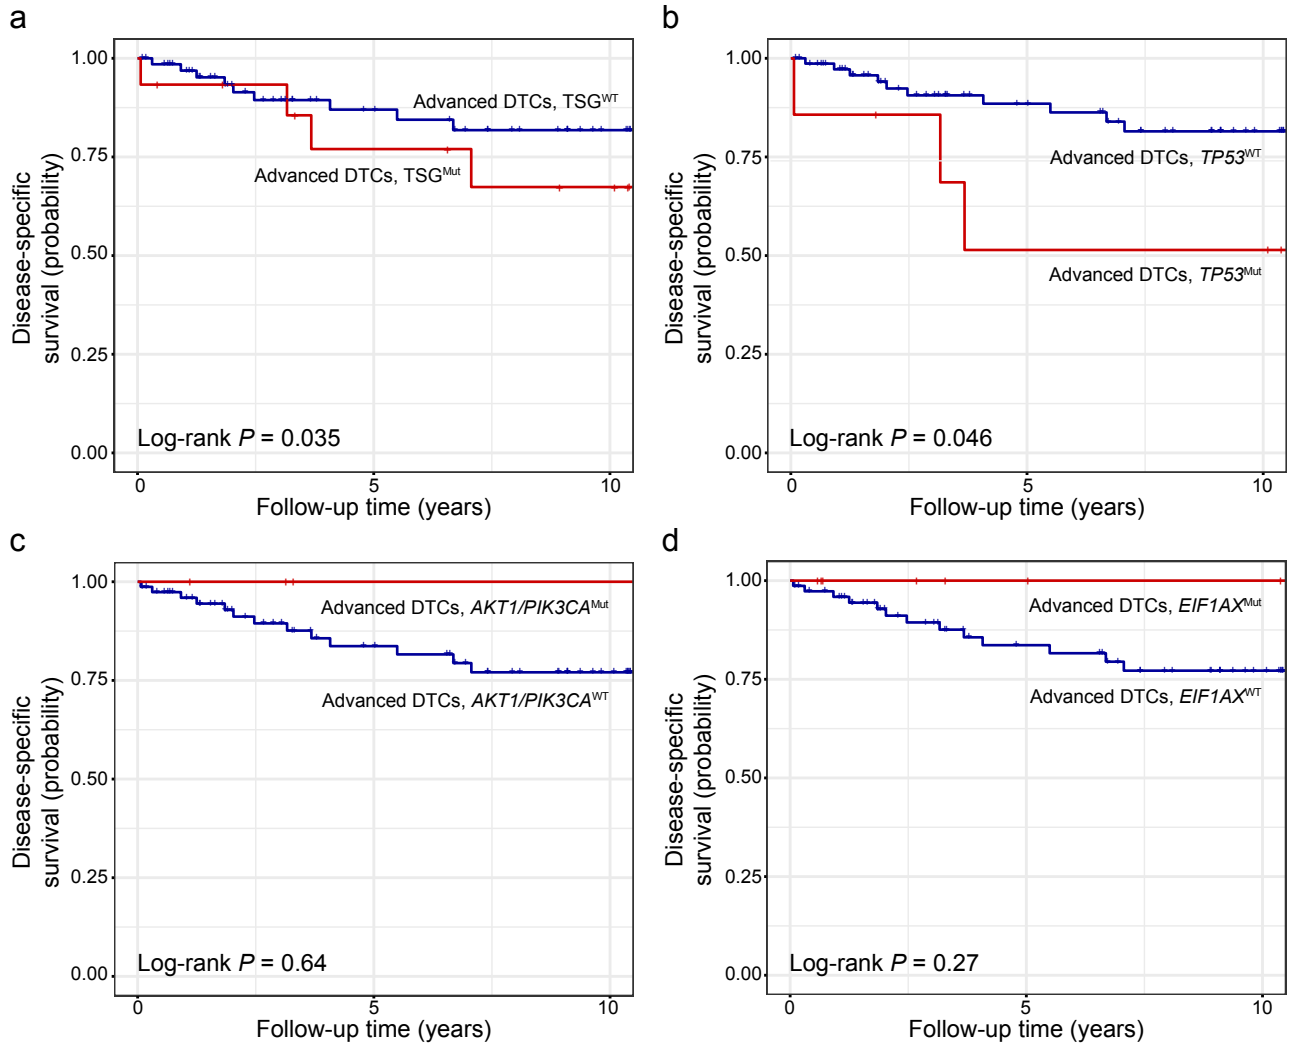 a
Disease-specific
survival (probability)
1.00
0.75
0.50
0.25
0.00
Advanced DTCs, TSGWT
Advanced DTCs, TSGMut
Log-rank P = 0.035
0 5 10
Follow-up time (years)
b
Disease-specific
survival (probability)
1.00
0.75
0.50
0.25
0.00
Advanced DTCs, TP53WT
Advanced DTCs, TP53Mut
Log-rank P = 0.046
0 5 10
Follow-up time (years)
c
Disease-specific
survival (probability)
1.00
0.75
0.50
0.25
0.00
Advanced DTCs, AKT1/PIK3CAMut
Advanced DTCs, AKT1/PIK3CAWT
Log-rank P = 0.64
0 5 10
Follow-up time (years)
d
Disease-specific
survival (probability)
1.00
0.75
0.50
0.25
0.00
Advanced DTCs, EIF1AXMut
Advanced DTCs, EIF1AXWT
Log-rank P = 0.27
0 5 10
Follow-up time (years)